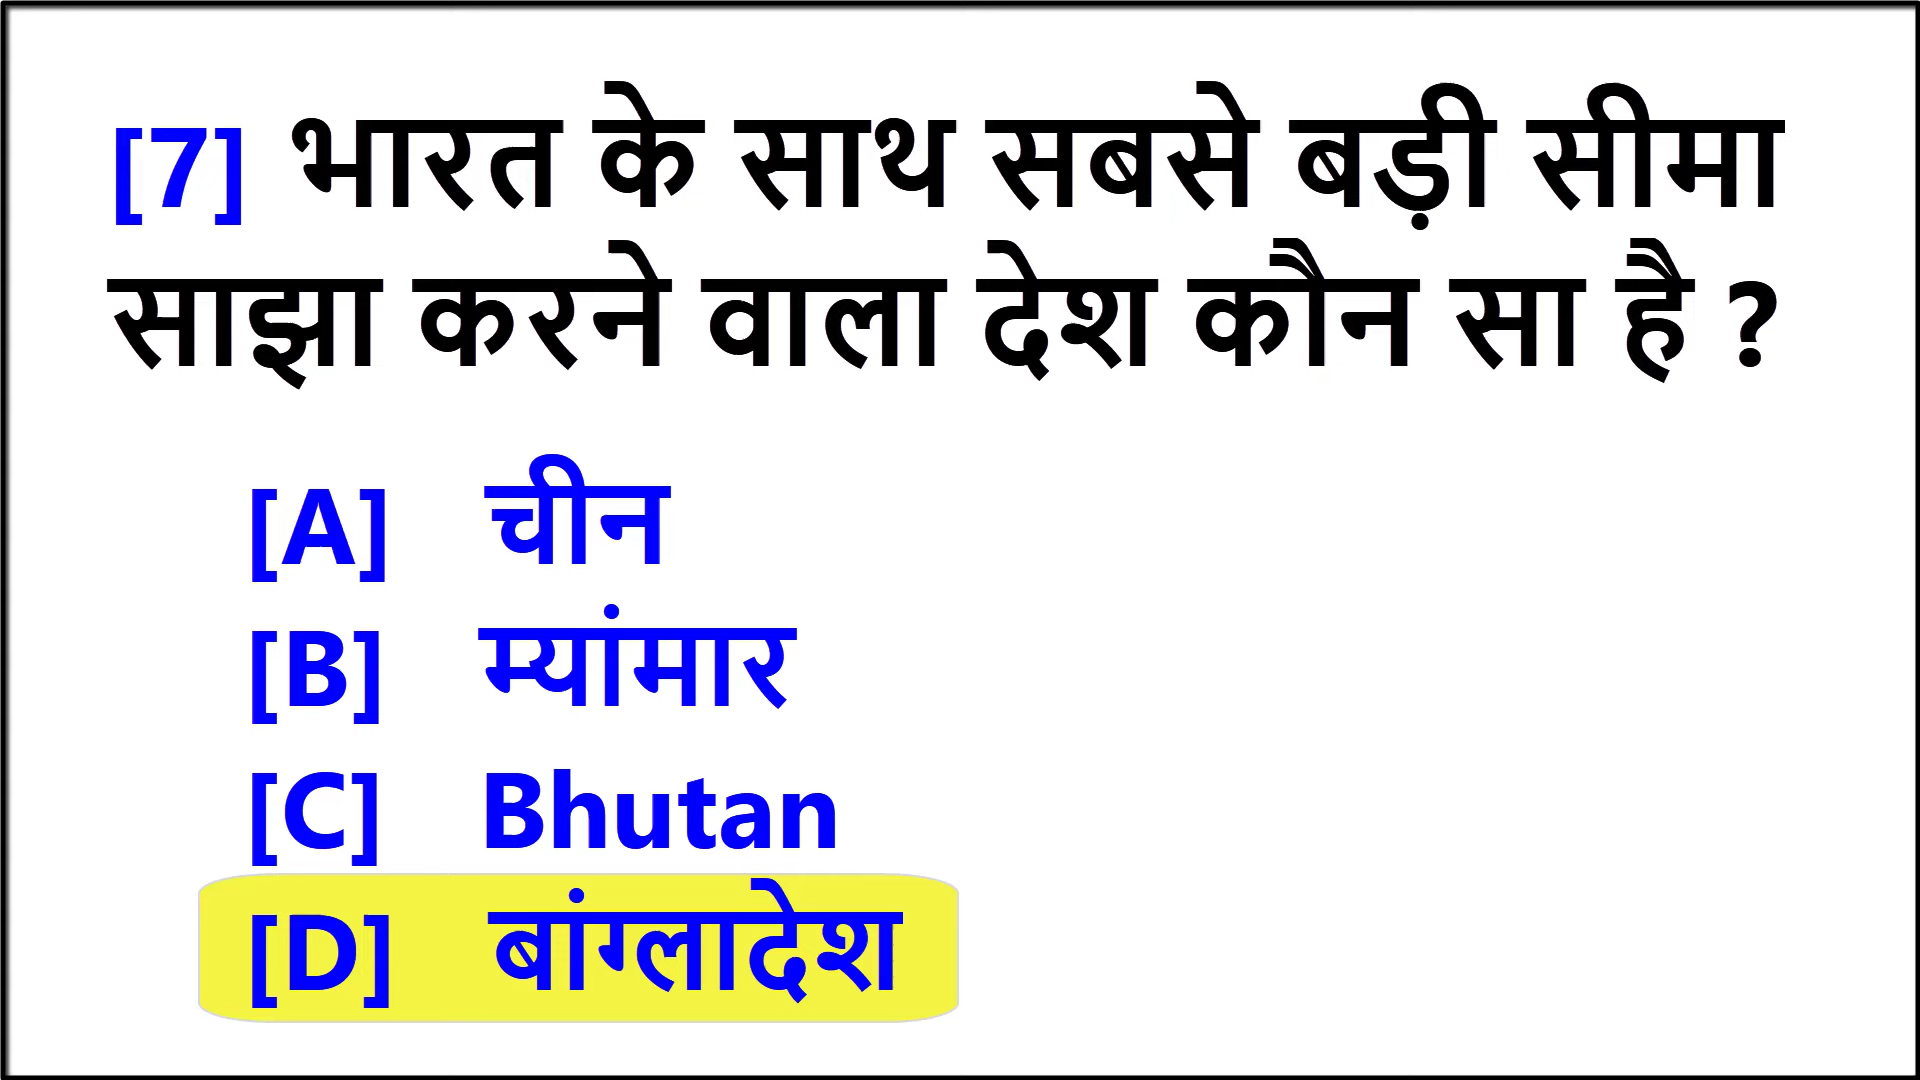 [7] भारत के साथ सबसे बड़ी सीमा
साझा करने वाला देश कौन सा है ?
[A] चीन
[B] म्यांमार
[C] Bhutan
[D] बांग्लादेश